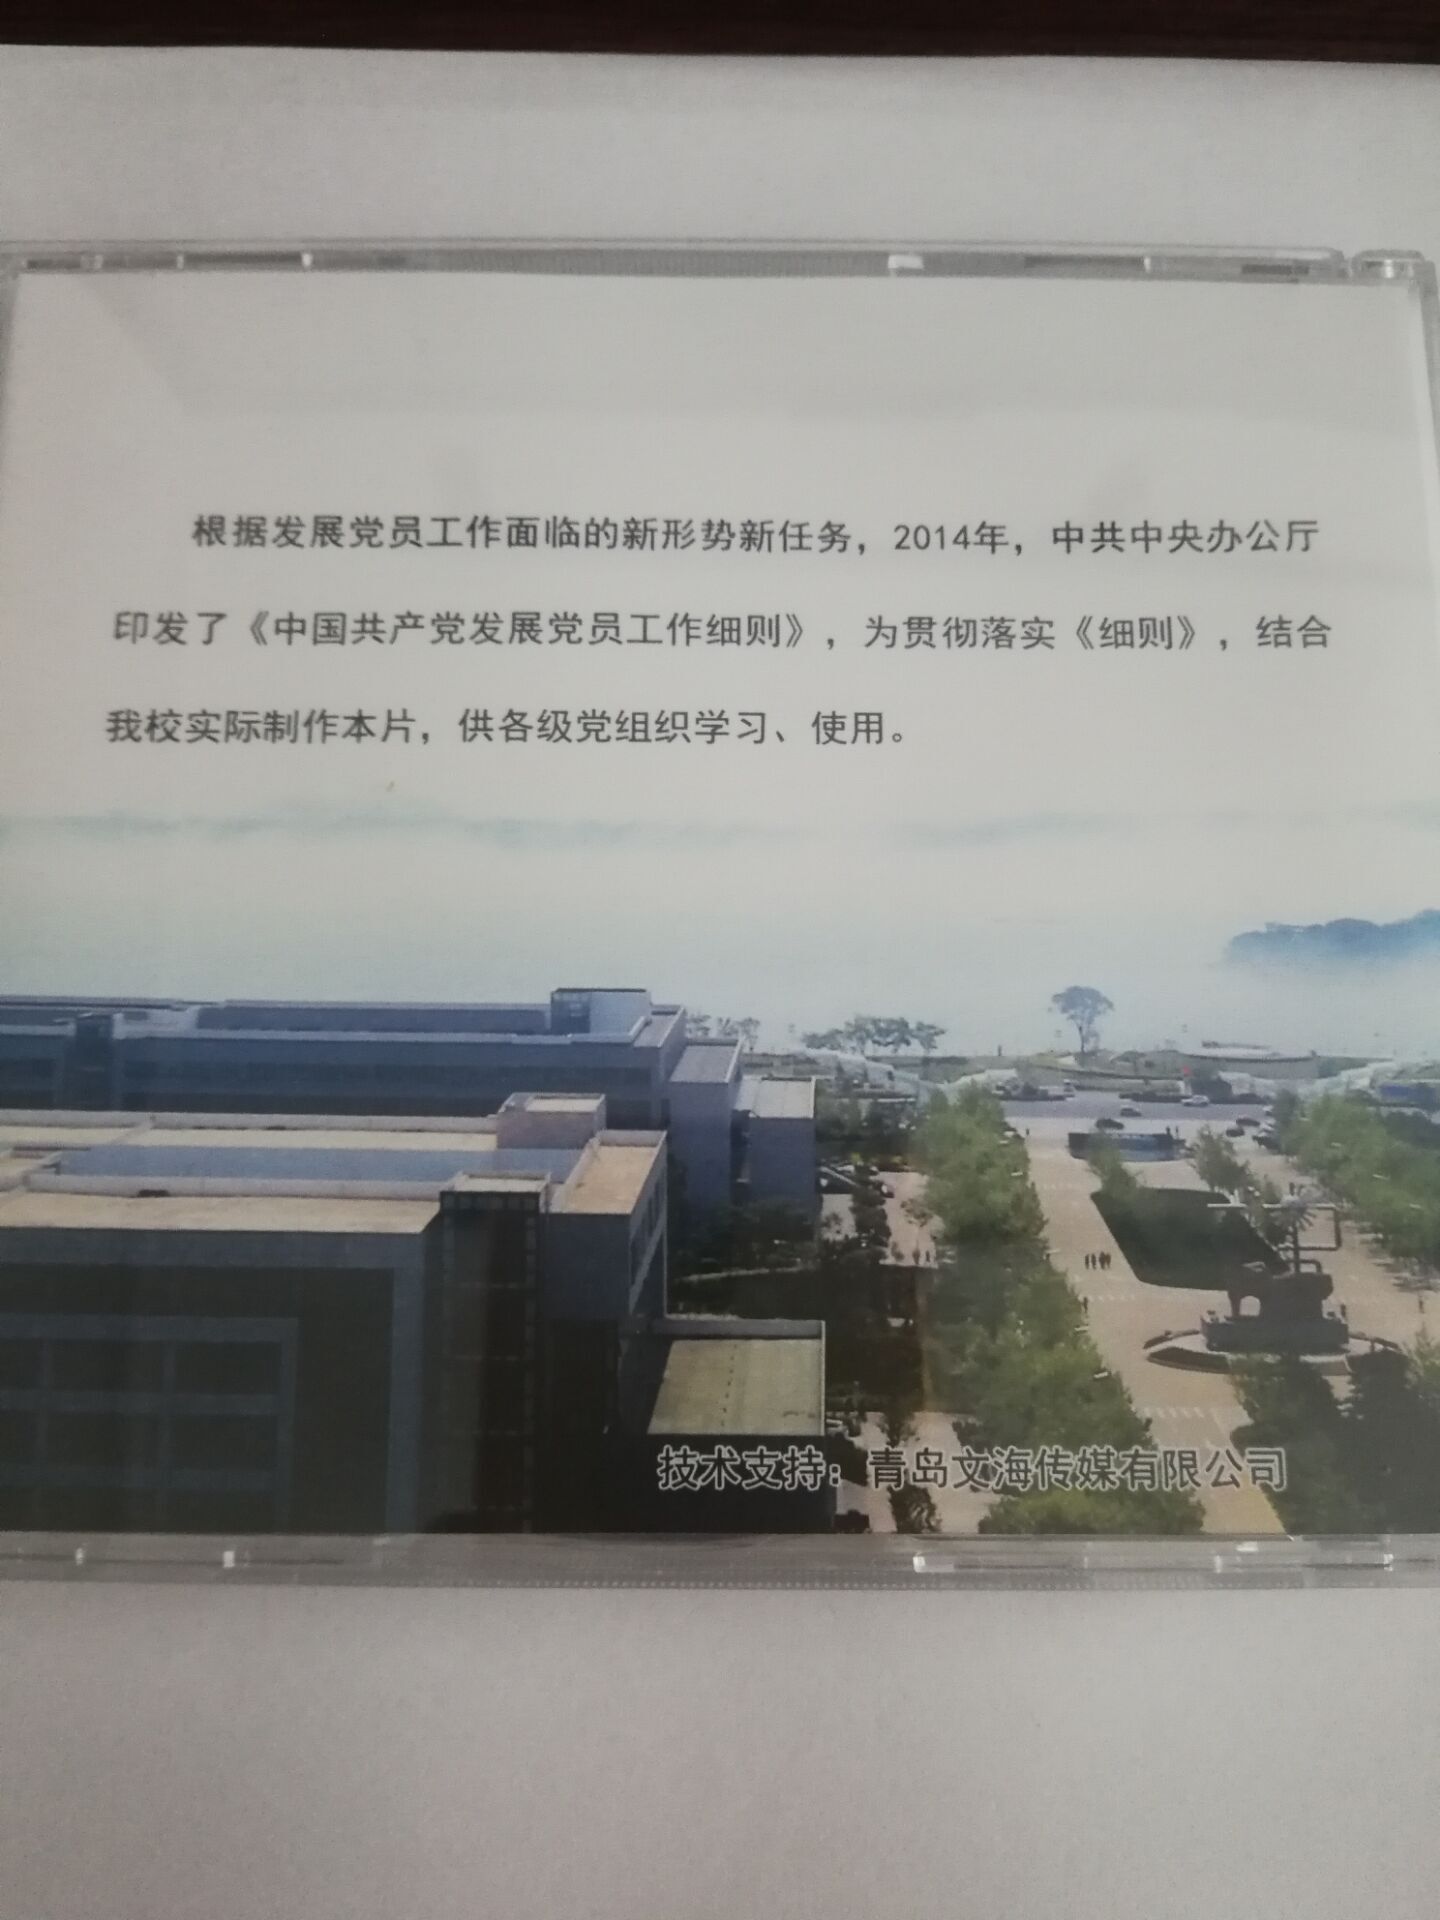 根据发展党员工作面临的新形势新任务，2014年，中共中央办公厅
印发了《中国共产党发展党员工作细则》，为贯彻落实《细则》，结合
我校实际制作本片，供各级党组织学习、使用。
技术支持：青岛文海传媒有限公司